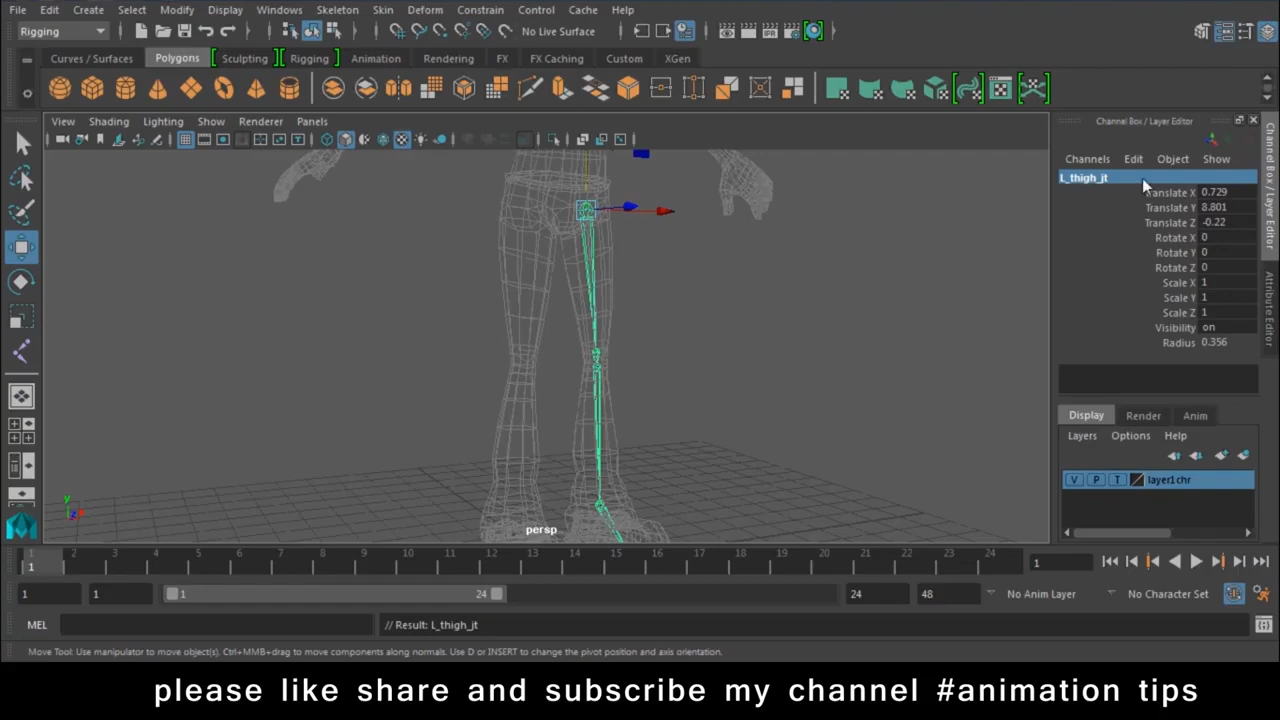 File Edit Create Select Modify Display Windows Skeleton Skin Deform Constrain Control Cache Help
Rigging No Live Surface
Curves / Surfaces Polygons Sculpting Rigging Animation Rendering FX FX Caching Custom XGen
View Shading Lighting Show Renderer Panels
Channel Box / Layer Editor
Channels Edit Object Show
L_thigh_jt
Translate X 0.729
Translate Y 8.801
Translate Z -0.22
Rotate X 0
Rotate Y 0
Rotate Z 0
Scale X 1
Scale Y 1
Scale Z 1
Visibility on
Radius 0.356
Channel Box / Layer Editor
Attribute Editor
Display Render Anim
Layers Options Help
V P T layer1chr
y
z
persp
1 2 3 4 5 6 7 8 9 10 11 12 13 14 15 16 17 18 19 20 21 22 23 24
1 1
1 1 1 24 24 48 No Anim Layer No Character Set
MEL // Result: L_thigh_jt
Move Tool: Use manipulator to move object(s). Ctrl+MMB+drag to move components along normals. Use D or INSERT to change the pivot position and axis orientation.
please like share and subscribe my channel #animation tips